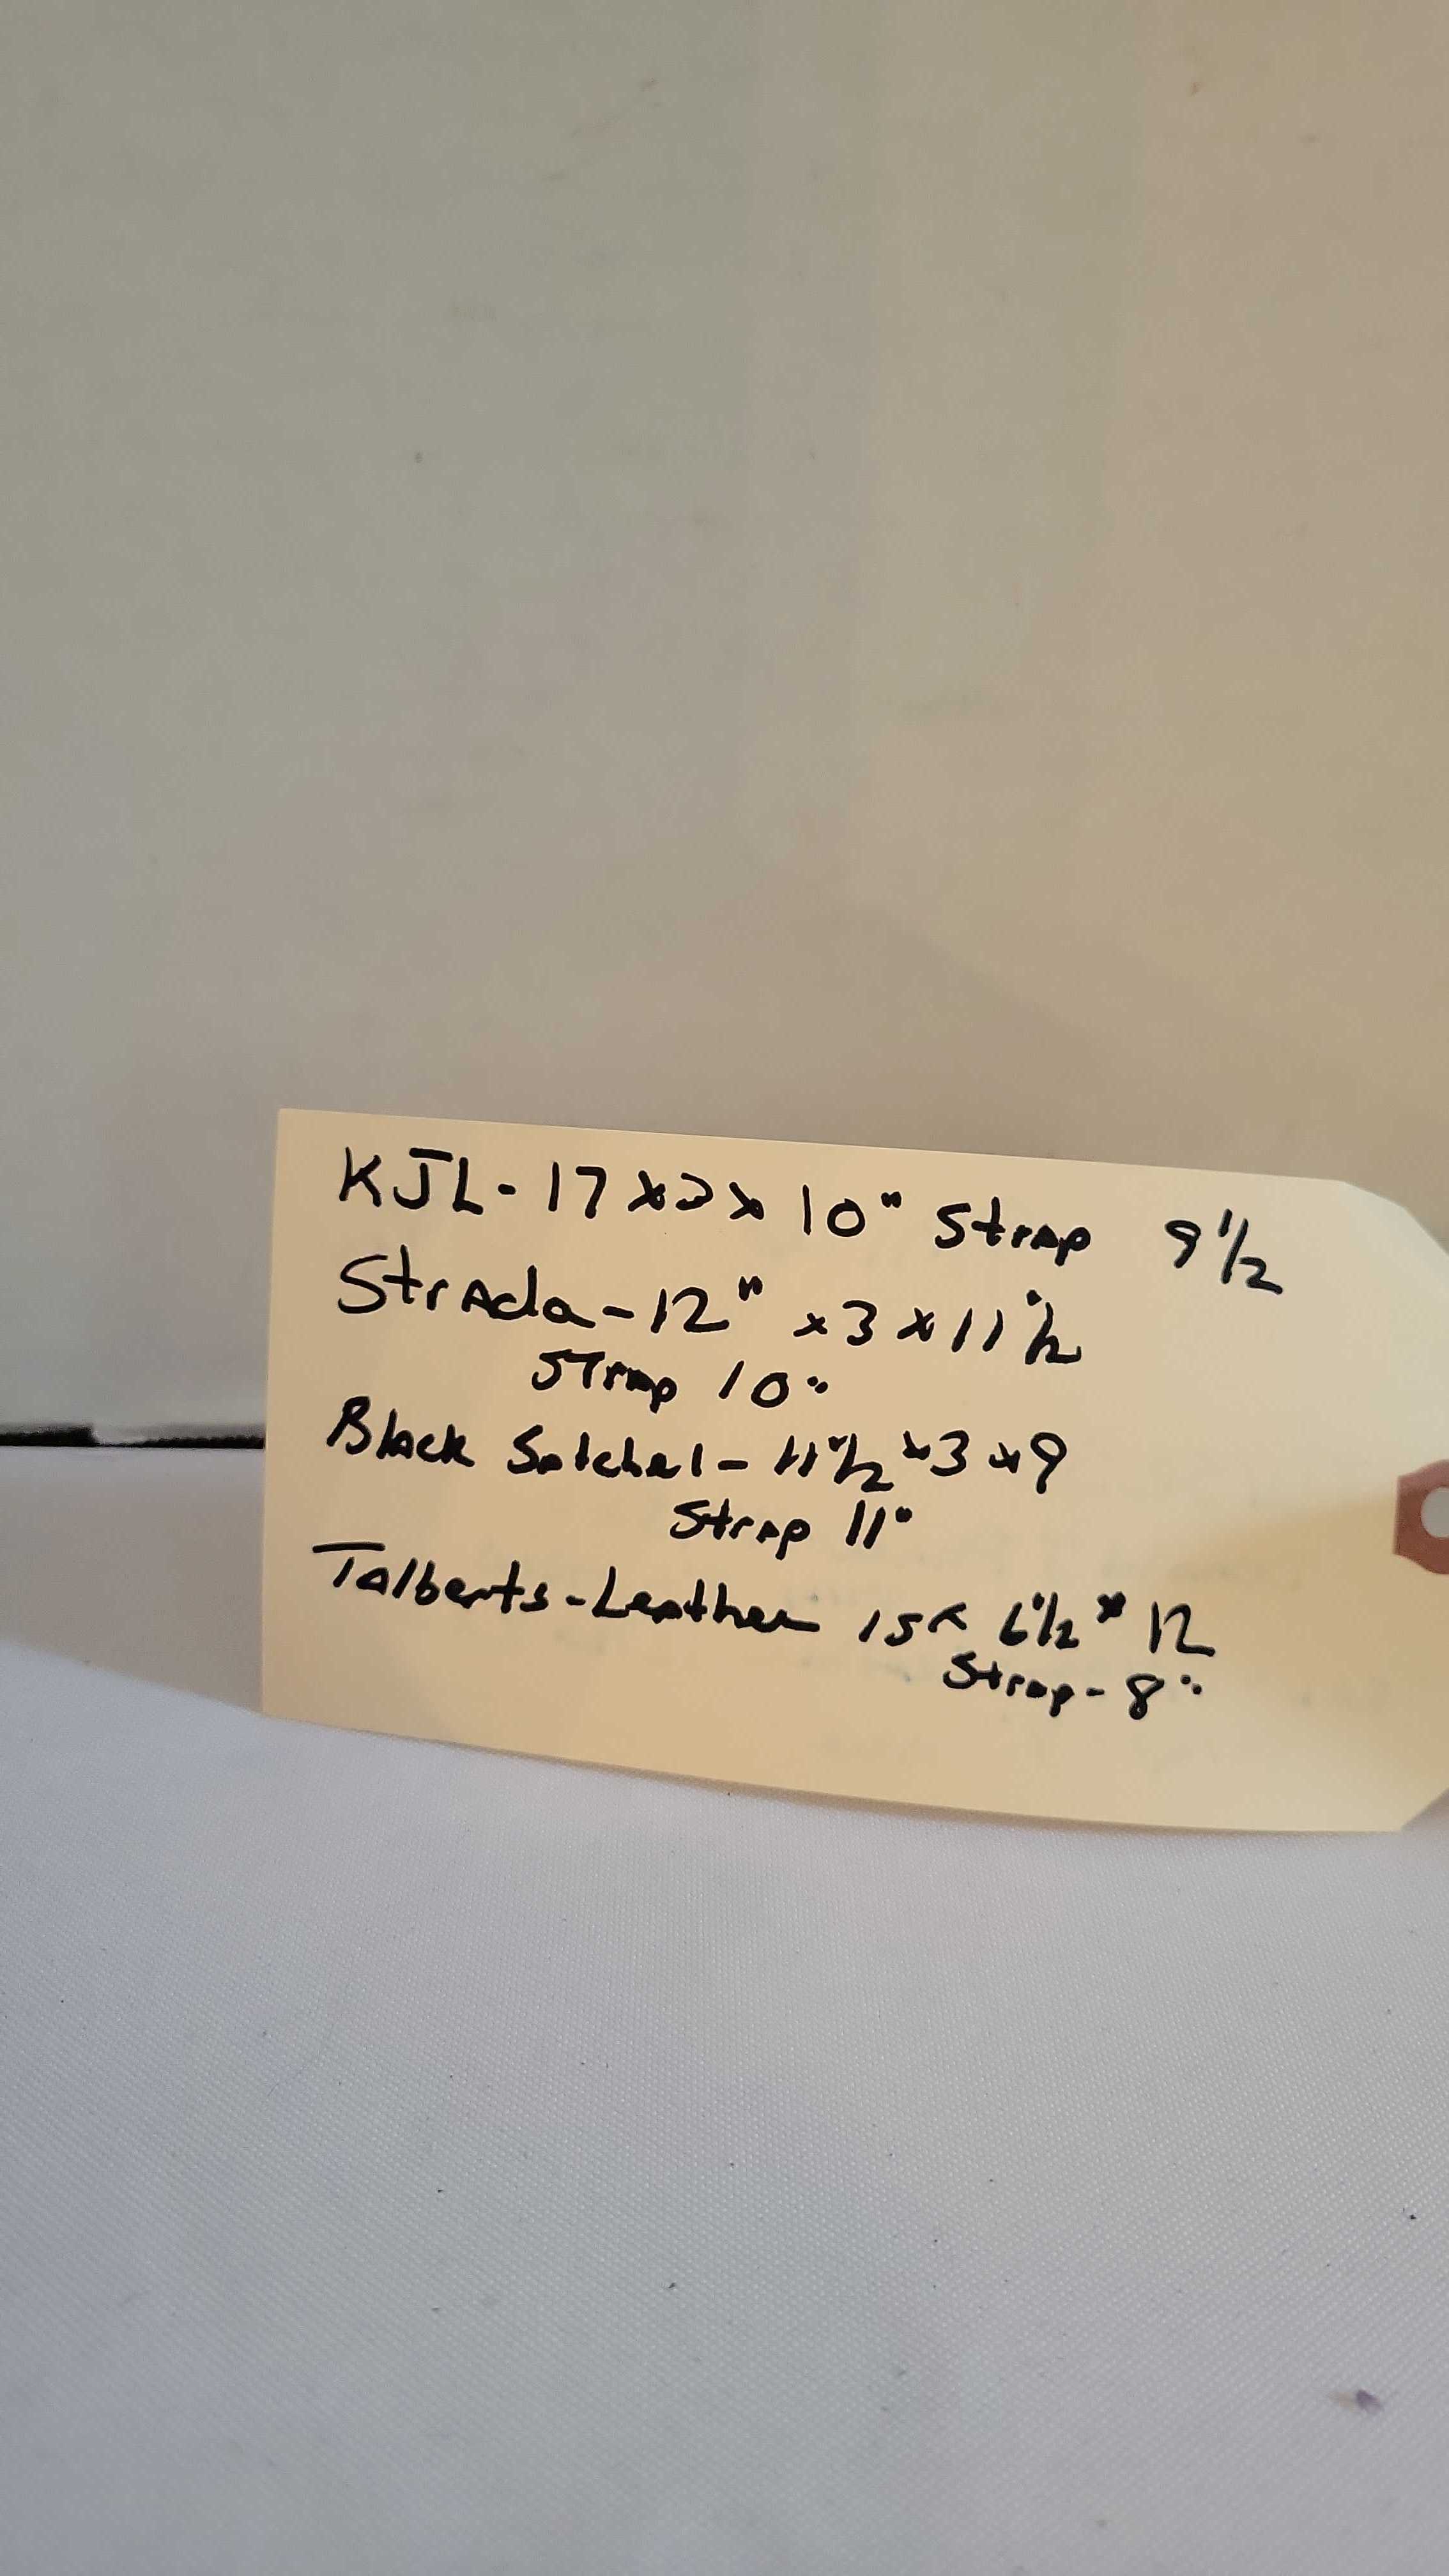 KJL - 17 x 2 x 10" Strap 9 1/2
Strada - 12" x 3 x 11 1/2
Strap 10"
Black Satchel - 11 1/2 x 3 x 9
Strap 11"
Talberts - Leather 15 x 6 1/2 x 12
Strap - 8"